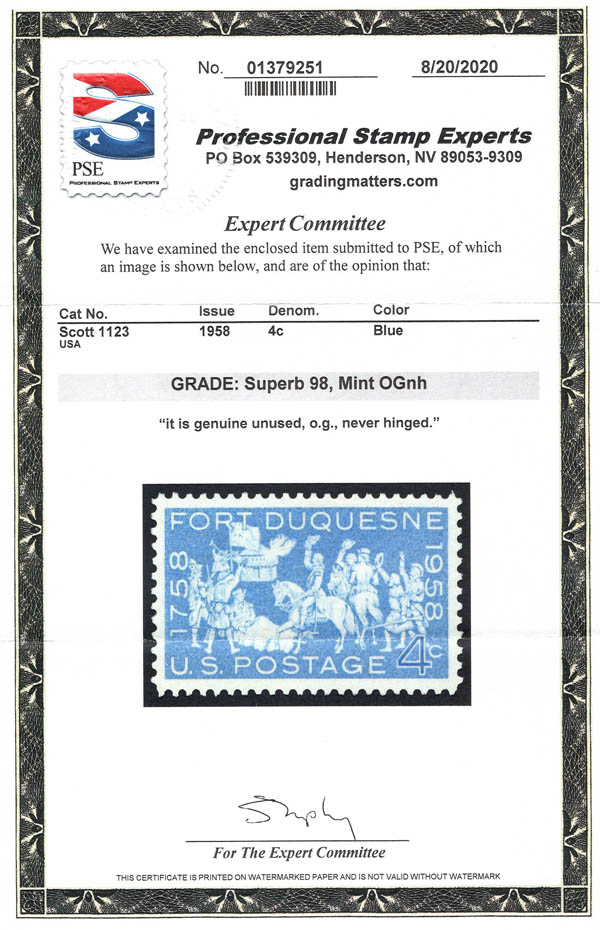 No. 01379251
8/20/2020
PSE
PROFESSIONAL STAMP EXPERTS
Professional Stamp Experts
PO Box 539309, Henderson, NV 89053-9309
gradingmatters.com
Expert Committee
We have examined the enclosed item submitted to PSE, of which
an image is shown below, and are of the opinion that:
Cat No. Issue Denom. Color
Scott 1123 1958 4c Blue
USA
GRADE: Superb 98, Mint OGnh
“it is genuine unused, o.g., never hinged.”
FORT DUQUESNE
1758
1958
U.S. POSTAGE 4c
For The Expert Committee
THIS CERTIFICATE IS PRINTED ON WATERMARKED PAPER AND IS NOT VALID WITHOUT WATERMARK